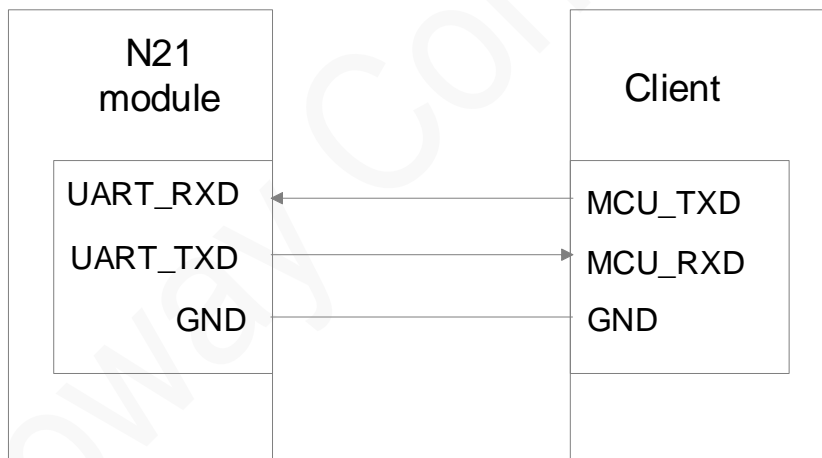 N21
module
Client
UART_RXD
MCU_TXD
UART_TXD
MCU_RXD
GND
GND